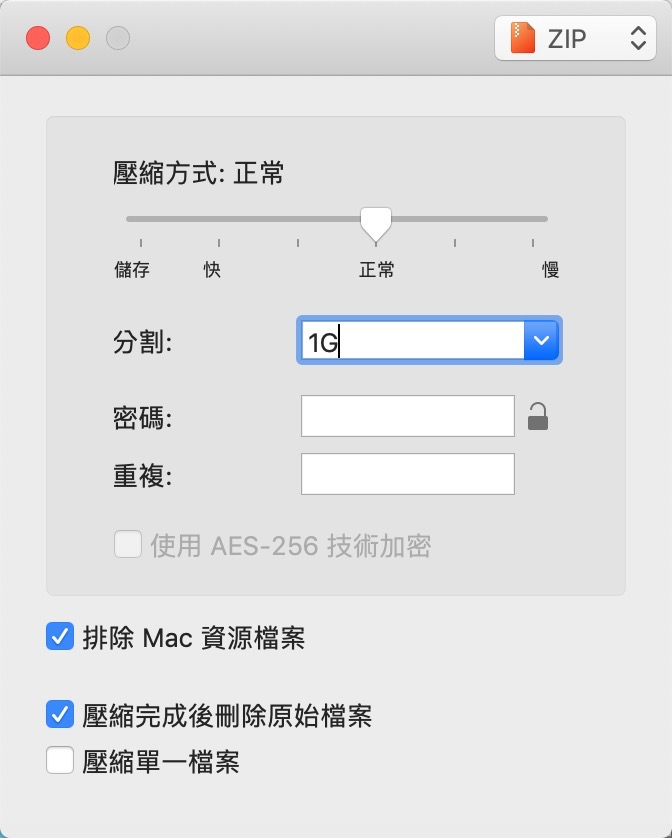 ZIP
壓縮方式: 正常
儲存 快 正常 慢
分割: 1G
密碼:
重複:
使用 AES-256 技術加密
排除 Mac 資源檔案
壓縮完成後刪除原始檔案
壓縮單一檔案